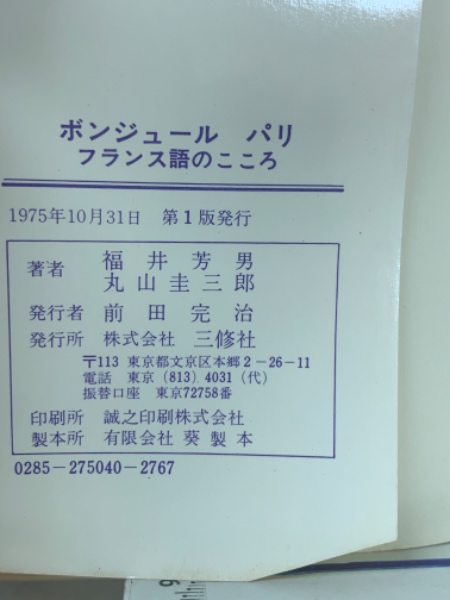 ボンジュール　パリ
フランス語のこころ
1975年10月31日　第1版発行
著者　福井芳男
丸山圭三郎
発行者　前田完治
発行所　株式会社　三修社
〒113　東京都文京区本郷2－26－11
電話　東京（813）4031（代）
振替口座　東京72758番
印刷所　誠之印刷株式会社
製本所　有限会社　葵製本
0285－275040－2767